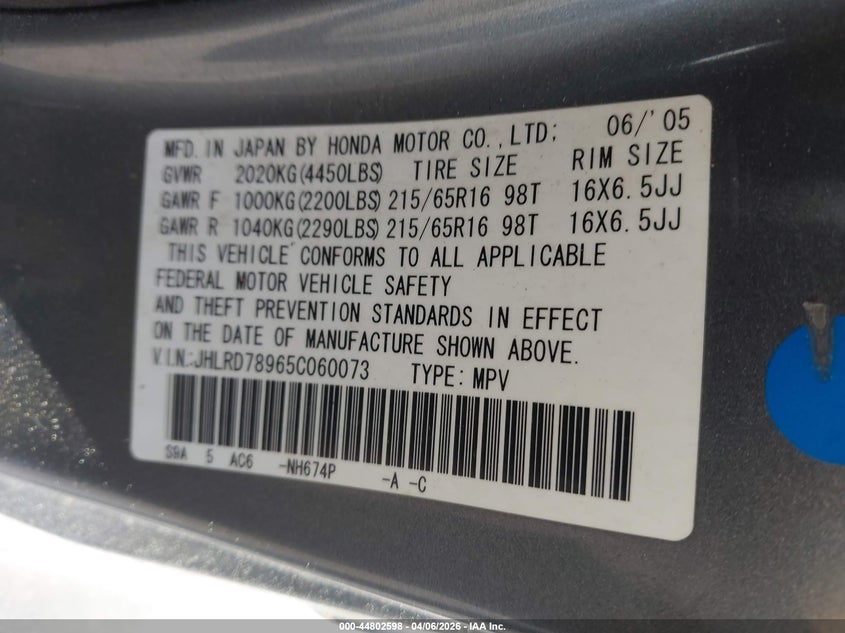 MFD. IN JAPAN BY HONDA MOTOR CO.,LTD; 06/'05
GVWR 2020KG(4450LBS) TIRE SIZE RIM SIZE
GAWR F 1000KG(2200LBS) 215/65R16 98T 16X6.5JJ
GAWR R 1040KG(2290LBS) 215/65R16 98T 16X6.5JJ
THIS VEHICLE CONFORMS TO ALL APPLICABLE
FEDERAL MOTOR VEHICLE SAFETY
AND THEFT PREVENTION STANDARDS IN EFFECT
ON THE DATE OF MANUFACTURE SHOWN ABOVE.
V.I.N.:JHLRD78965C060073 TYPE: MPV
S9A 5 AC6 -NH674P -A -C
000-44802598 - 04/06/2026 - IAA Inc.